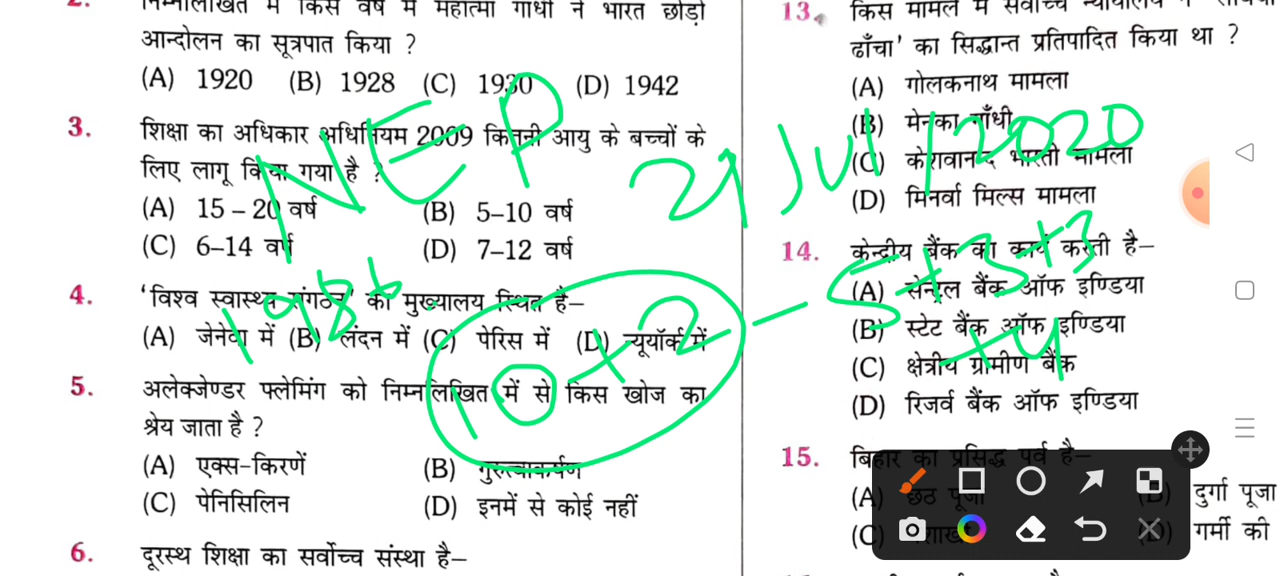 2. निम्नलिखित में किस वर्ष में महात्मा गाँधी ने भारत छोड़ो
आन्दोलन का सूत्रपात किया ?
(A) 1920 (B) 1928 (C) 1930 (D) 1942
3. शिक्षा का अधिकार अधिनियम 2009 कितनी आयु के बच्चों के
लिए लागू किया गया है ?
(A) 15 – 20 वर्ष (B) 5–10 वर्ष
(C) 6–14 वर्ष (D) 7–12 वर्ष
4. 'विश्व स्वास्थ्य संगठन' का मुख्यालय स्थित है–
(A) जेनेवा में (B) लंदन में (C) पेरिस में (D) न्यूयॉर्क में
5. अलेक्जेण्डर फ्लेमिंग को निम्नलिखित में से किस खोज का
श्रेय जाता है ?
(A) एक्स-किरणें (B) गुरुत्वाकर्षण
(C) पेनिसिलिन (D) इनमें से कोई नहीं
6. दूरस्थ शिक्षा का सर्वोच्च संस्था है–
13. किस मामले में सर्वोच्च न्यायालय ने
ढाँचा' का सिद्धान्त प्रतिपादित किया था ?
(A) गोलकनाथ मामला
(B) मेनका गाँधी
(C) केशवानन्द भारती मामला
(D) मिनर्वा मिल्स मामला
14. केन्द्रीय बैंक का कार्य करती है–
(A) सेन्ट्रल बैंक ऑफ इण्डिया
(B) स्टेट बैंक ऑफ इण्डिया
(C) क्षेत्रीय ग्रामीण बैंक
(D) रिजर्व बैंक ऑफ इण्डिया
15. बिहार का प्रसिद्ध पर्व है–
(A) छठ पूजा (B) दुर्गा पूजा
(C) (D) गर्मी की
NEP
Jul / 2020
1986
10 + 2 – 5 + 3 + 3
+ 4